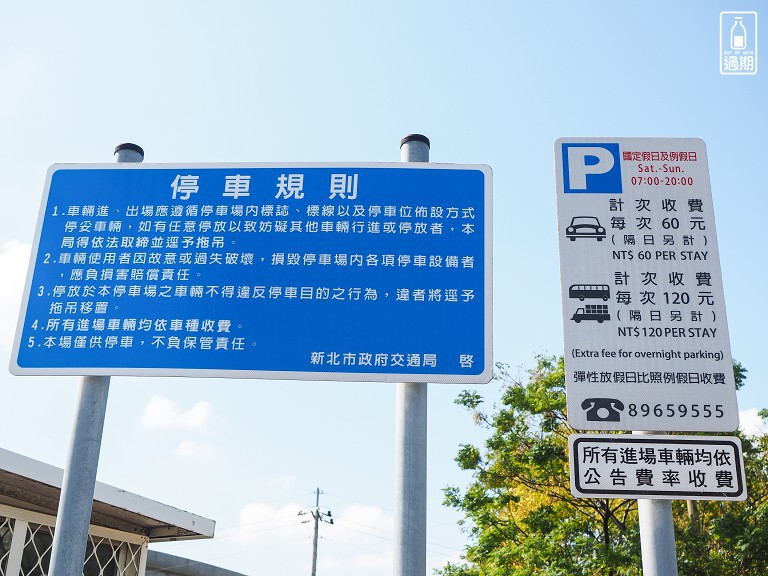 停車規則
1.車輛進、出場應遵循停車場內標誌、標線以及停車位佈設方式
停妥車輛，如有任意停放以致妨礙其他車輛行進或停放者，本
局得依法取締並逕予拖吊。
2.車輛使用者因故意或過失破壞，損毀停車場內各項停車設備者
，應負損害賠償責任。
3.停放於本停車場之車輛不得違反停車目的之行為，違者將逕予
拖吊移置。
4.所有進場車輛均依車種收費。
5.本場僅供停車，不負保管責任。
新北市政府交通局 啓
P
國定假日及例假日
Sat.-Sun.
07:00-20:00
計次收費
每次60元
(隔日另計)
NT$ 60 PER STAY
計次收費
每次120元
(隔日另計)
NT$ 120 PER STAY
(Extra fee for overnight parking)
彈性放假日比照例假日收費
89659555
所有進場車輛均依
公告費率收費
OUT OF DATE
過期